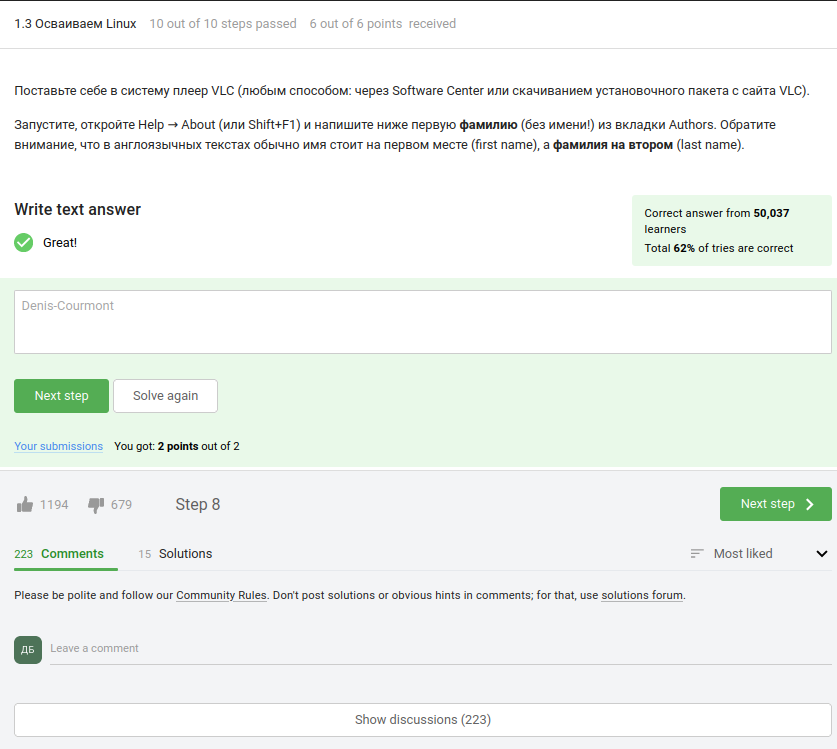 1.3 Осваиваем Linux 10 out of 10 steps passed 6 out of 6 points received
Поставьте себе в систему плеер VLC (любым способом: через Software Center или скачиванием установочного пакета с сайта VLC).
Запустите, откройте Help → About (или Shift+F1) и напишите ниже первую фамилию (без имени!) из вкладки Authors. Обратите
внимание, что в англоязычных текстах обычно имя стоит на первом месте (first name), а фамилия на втором (last name).
Write text answer
Correct answer from 50,037
learners
Total 62% of tries are correct
Great!
Denis-Courmont
Next step Solve again
Your submissions You got: 2 points out of 2
1194 679 Step 8 Next step
223 Comments 15 Solutions Most liked
Please be polite and follow our Community Rules. Don't post solutions or obvious hints in comments; for that, use solutions forum.
ДБ Leave a comment
Show discussions (223)